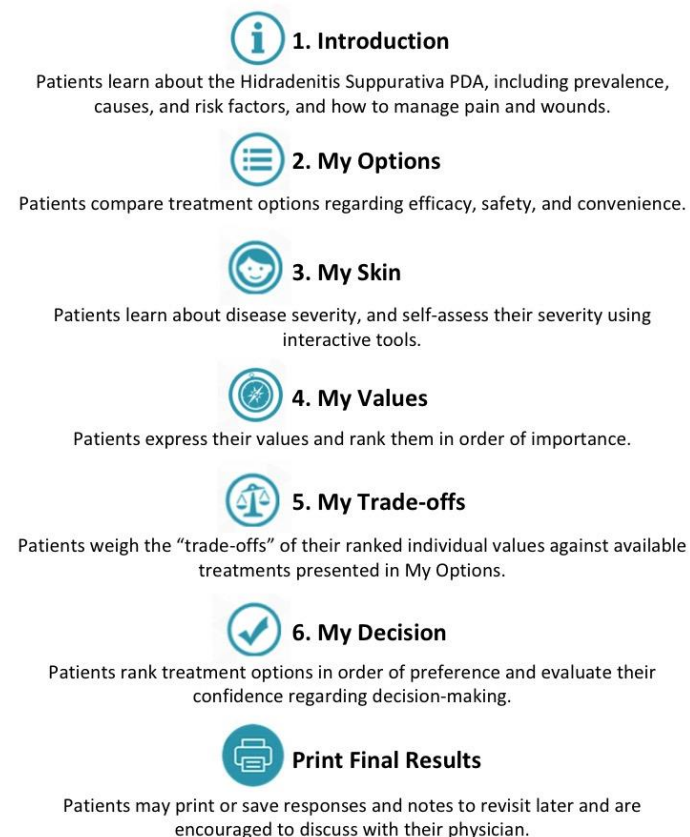 1. Introduction
Patients learn about the Hidradenitis Suppurativa PDA, including prevalence,
causes, and risk factors, and how to manage pain and wounds.
2. My Options
Patients compare treatment options regarding efficacy, safety, and convenience.
3. My Skin
Patients learn about disease severity, and self-assess their severity using
interactive tools.
4. My Values
Patients express their values and rank them in order of importance.
5. My Trade-offs
Patients weigh the “trade-offs” of their ranked individual values against available
treatments presented in My Options.
6. My Decision
Patients rank treatment options in order of preference and evaluate their
confidence regarding decision-making.
Print Final Results
Patients may print or save responses and notes to revisit later and are
encouraged to discuss with their physician.